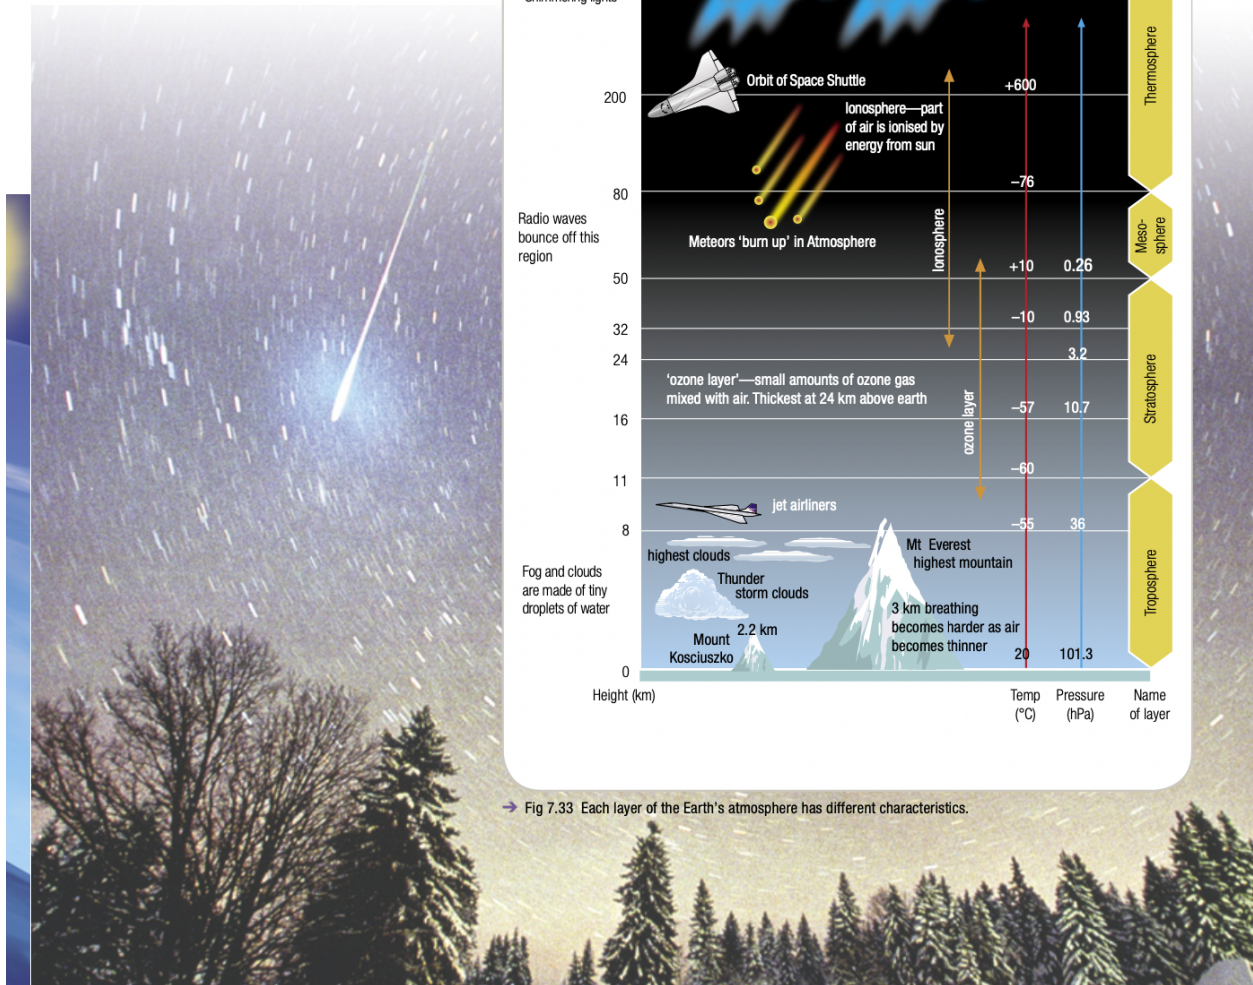 Shimmering lights
Orbit of Space Shuttle
200
+600
Ionosphere—part
of air is ionised by
energy from sun
Thermosphere
–76
80
Radio waves
bounce off this
region
Meteors ‘burn up’ in Atmosphere
Ionosphere
Meso-
sphere
+10
0.26
50
–10
0.93
32
3.2
24
‘ozone layer’—small amounts of ozone gas
mixed with air. Thickest at 24 km above earth
ozone layer
Stratosphere
–57
10.7
16
–60
11
jet airliners
–55
36
8
highest clouds
Mt Everest
highest mountain
Fog and clouds
are made of tiny
droplets of water
Thunder
storm clouds
3 km breathing
becomes harder as air
becomes thinner
Troposphere
2.2 km
Mount
Kosciuszko
20
101.3
0
Height (km)
Temp
(°C)
Pressure
(hPa)
Name
of layer
→ Fig 7.33 Each layer of the Earth’s atmosphere has different characteristics.